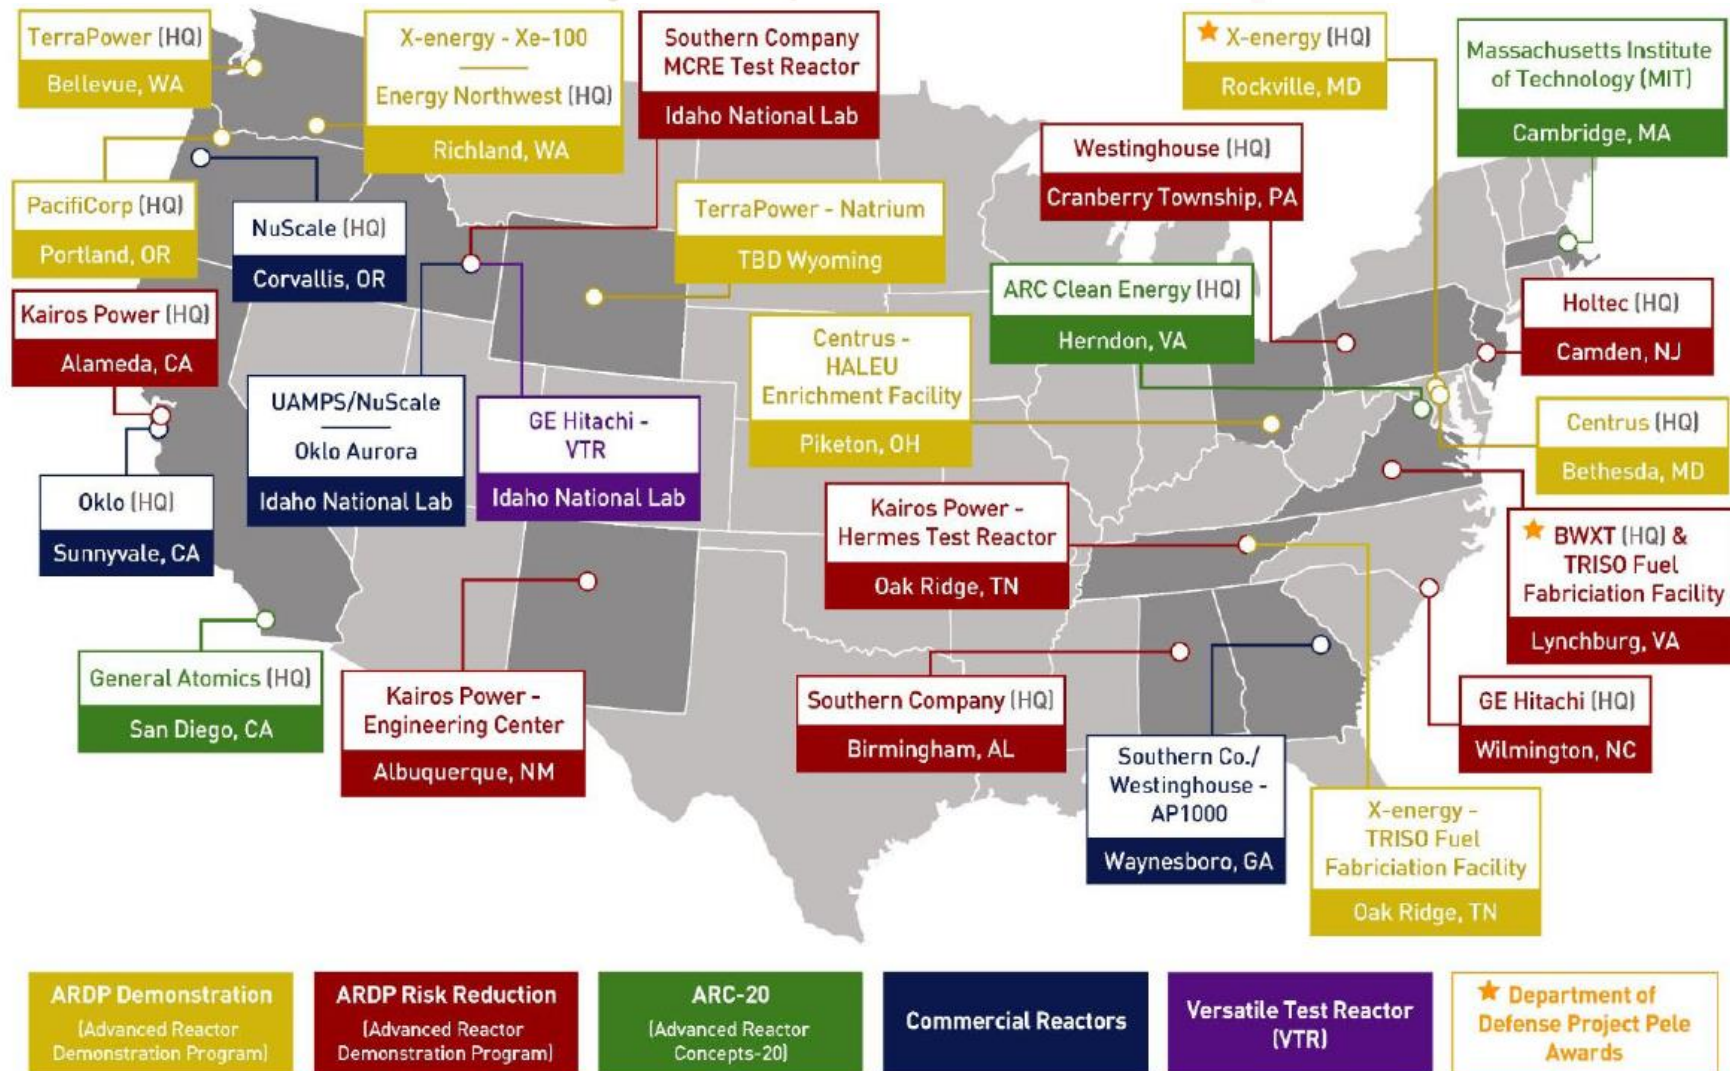 TerraPower (HQ)
Bellevue, WA
X-energy - Xe-100
Energy Northwest (HQ)
Richland, WA
Southern Company
MCRE Test Reactor
Idaho National Lab
★ X-energy (HQ)
Rockville, MD
Massachusetts Institute
of Technology (MIT)
Cambridge, MA
Westinghouse (HQ)
Cranberry Township, PA
PacifiCorp (HQ)
Portland, OR
NuScale (HQ)
Corvallis, OR
TerraPower - Natrium
TBD Wyoming
ARC Clean Energy (HQ)
Herndon, VA
Holtec (HQ)
Camden, NJ
Kairos Power (HQ)
Alameda, CA
Centrus -
HALEU
Enrichment Facility
Piketon, OH
UAMPS/NuScale
Oklo Aurora
Idaho National Lab
GE Hitachi -
VTR
Idaho National Lab
Centrus (HQ)
Bethesda, MD
Oklo (HQ)
Sunnyvale, CA
Kairos Power -
Hermes Test Reactor
Oak Ridge, TN
★ BWXT (HQ) &
TRISO Fuel
Fabriciation Facility
Lynchburg, VA
General Atomics (HQ)
San Diego, CA
Kairos Power -
Engineering Center
Albuquerque, NM
Southern Company (HQ)
Birmingham, AL
Southern Co./
Westinghouse -
AP1000
Waynesboro, GA
GE Hitachi (HQ)
Wilmington, NC
X-energy -
TRISO Fuel
Fabriciation Facility
Oak Ridge, TN
ARDP Demonstration
(Advanced Reactor
Demonstration Program)
ARDP Risk Reduction
(Advanced Reactor
Demonstration Program)
ARC-20
(Advanced Reactor
Concepts-20)
Commercial Reactors
Versatile Test Reactor
(VTR)
★ Department of
Defense Project Pele
Awards